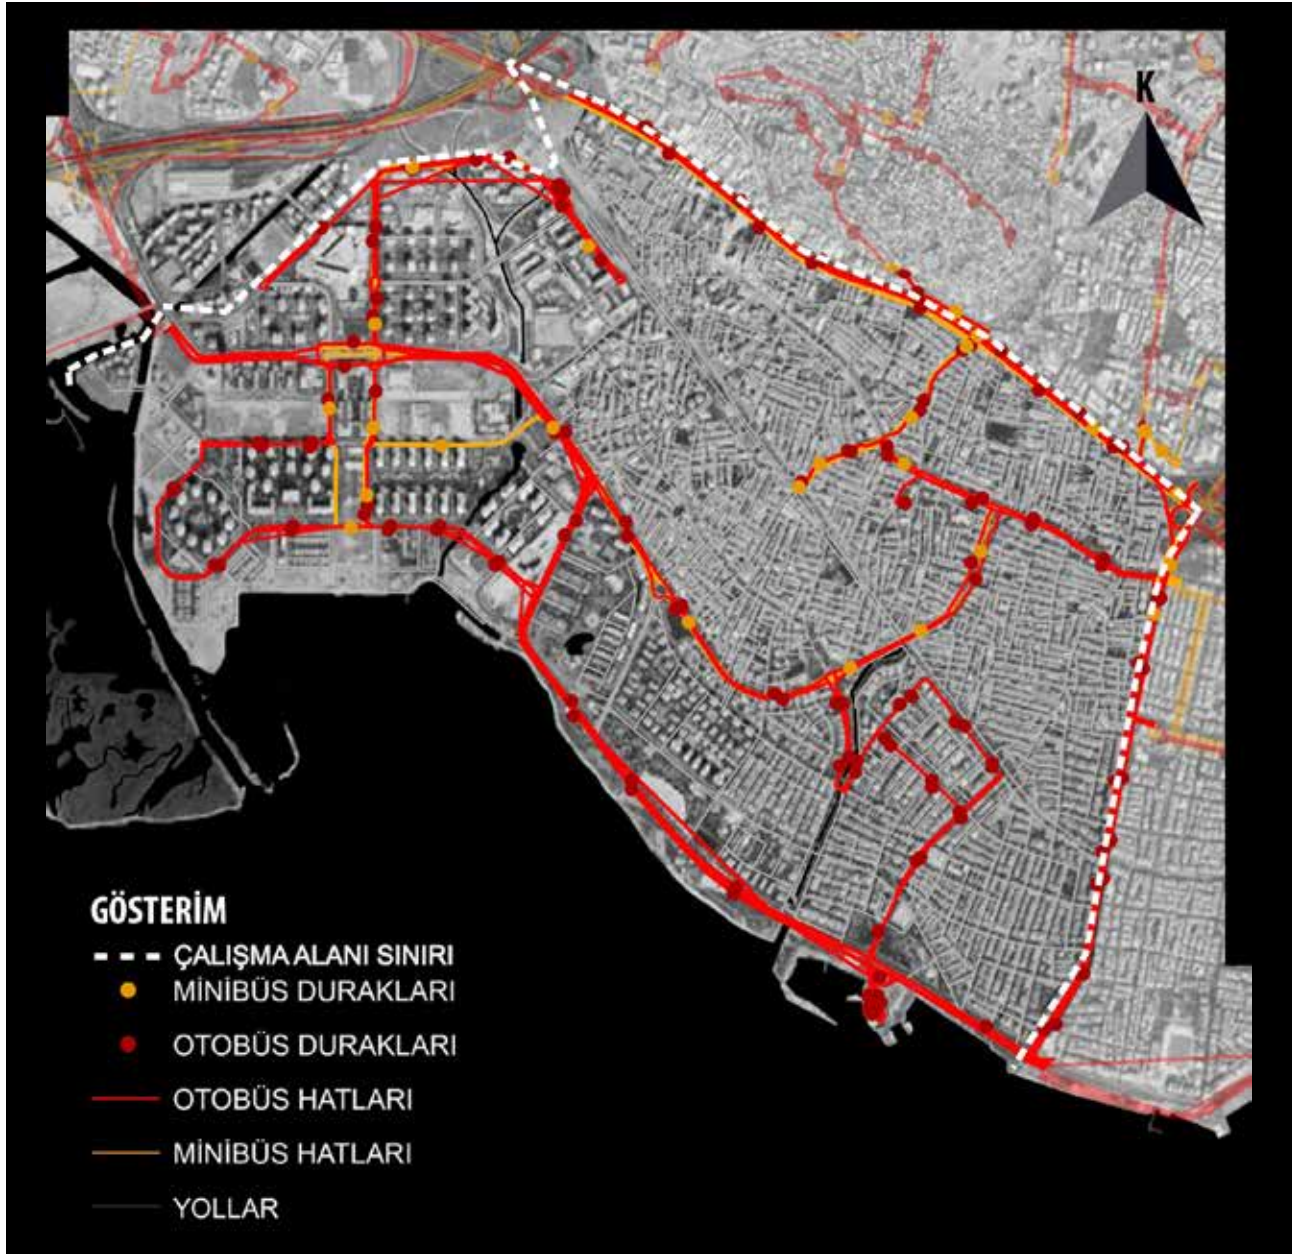 K
GÖSTERİM
ÇALIŞMA ALANI SINIRI
MİNİBÜS DURAKLARI
OTOBÜS DURAKLARI
OTOBÜS HATLARI
MİNİBÜS HATLARI
YOLLAR